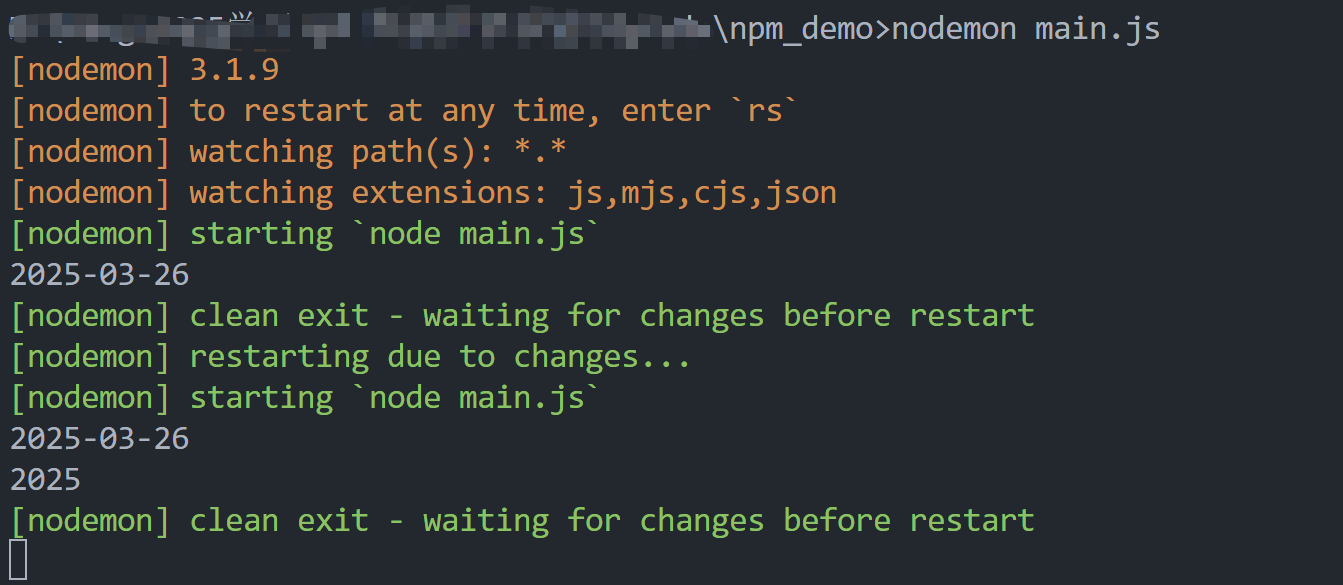 \npm_demo>nodemon main.js
[nodemon] 3.1.9
[nodemon] to restart at any time, enter `rs`
[nodemon] watching path(s): *.*
[nodemon] watching extensions: js,mjs,cjs,json
[nodemon] starting `node main.js`
2025-03-26
[nodemon] clean exit - waiting for changes before restart
[nodemon] restarting due to changes...
[nodemon] starting `node main.js`
2025-03-26
2025
[nodemon] clean exit - waiting for changes before restart